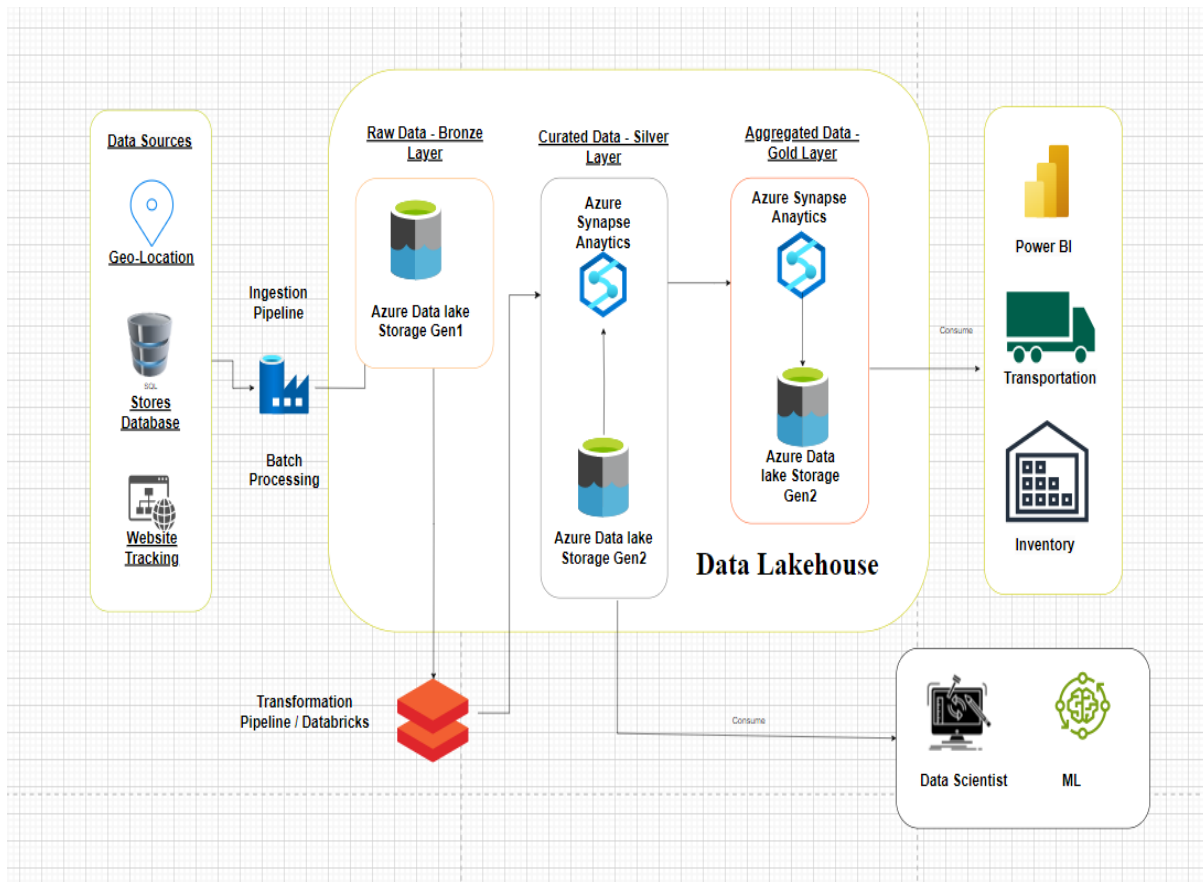 Data Sources
Geo-Location
SQL
Stores
Database
Website
Tracking
Ingestion
Pipeline
Batch
Processing
Raw Data - Bronze
Layer
Azure Data lake
Storage Gen1
Curated Data - Silver
Layer
Azure
Synapse
Anaytics
Azure Data lake
Storage Gen2
Aggregated Data -
Gold Layer
Azure Synapse
Anaytics
Azure Data
lake Storage
Gen2
Data Lakehouse
Consume
Power BI
Transportation
Inventory
Transformation
Pipeline / Databricks
Consume
Data Scientist
ML